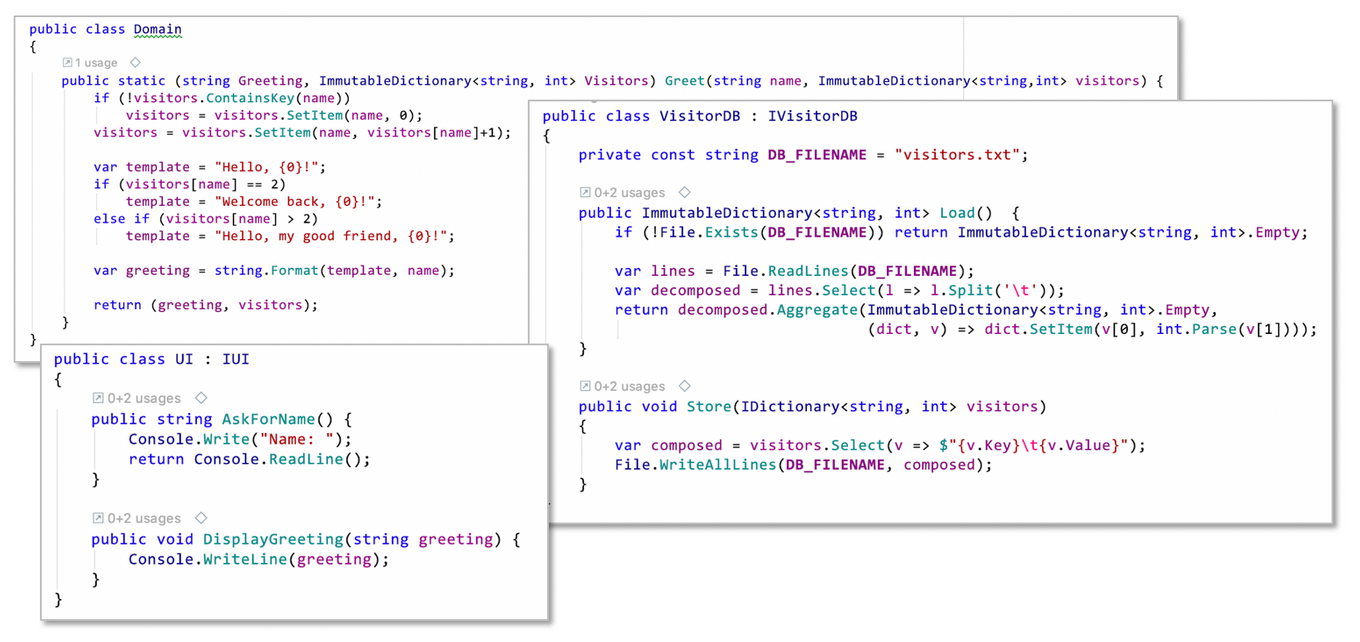 public class Domain
{
1 usage
public static (string Greeting, ImmutableDictionary<string, int> Visitors) Greet(string name, ImmutableDictionary<string,int> visitors) {
if (!visitors.ContainsKey(name))
visitors = visitors.SetItem(name, 0);
visitors = visitors.SetItem(name, visitors[name]+1);
var template = "Hello, {0}!";
if (visitors[name] == 2)
template = "Welcome back, {0}!";
else if (visitors[name] > 2)
template = "Hello, my good friend, {0}!";
var greeting = string.Format(template, name);
return (greeting, visitors);
}
}
public class VisitorDB : IVisitorDB
{
private const string DB_FILENAME = "visitors.txt";
0+2 usages
public ImmutableDictionary<string, int> Load()  {
if (!File.Exists(DB_FILENAME)) return ImmutableDictionary<string, int>.Empty;
var lines = File.ReadLines(DB_FILENAME);
var decomposed = lines.Select(l => l.Split('\t'));
return decomposed.Aggregate(ImmutableDictionary<string, int>.Empty,
(dict, v) => dict.SetItem(v[0], int.Parse(v[1])));
}
0+2 usages
public void Store(IDictionary<string, int> visitors)
{
var composed = visitors.Select(v => $"{v.Key}\t{v.Value}");
File.WriteAllLines(DB_FILENAME, composed);
}
public class UI : IUI
{
0+2 usages
public string AskForName() {
Console.Write("Name: ");
return Console.ReadLine();
}
0+2 usages
public void DisplayGreeting(string greeting) {
Console.WriteLine(greeting);
}
}